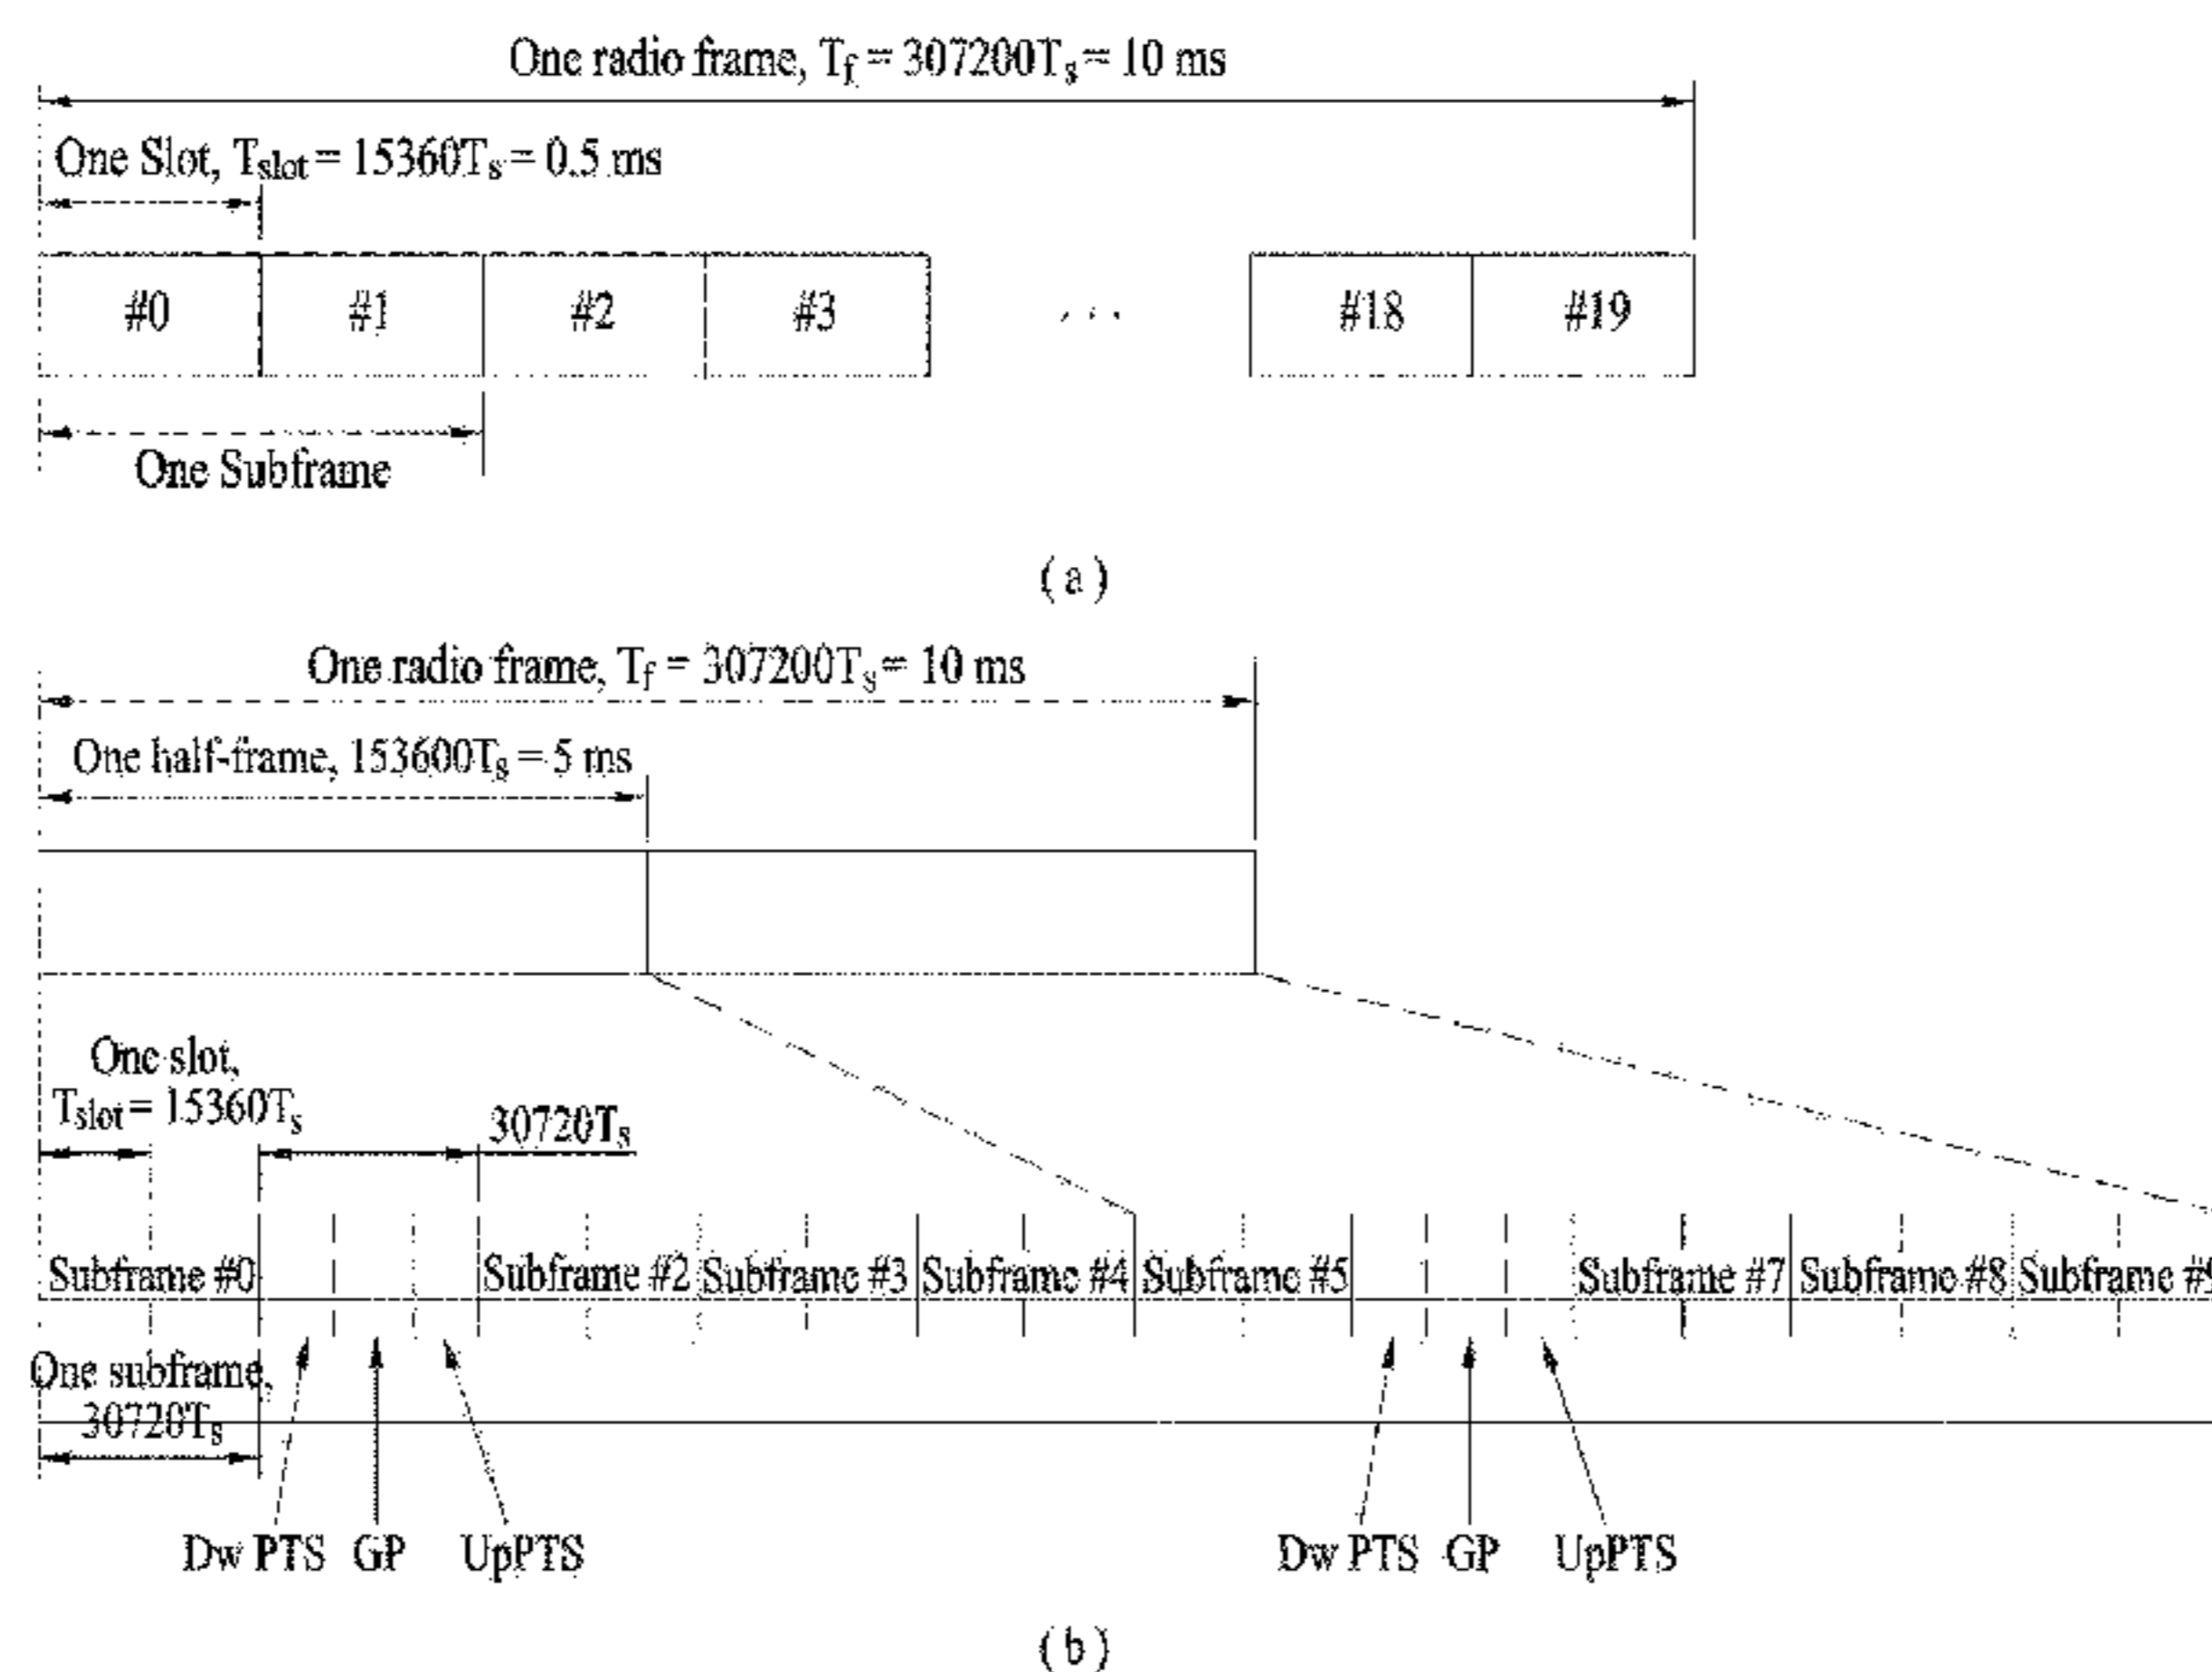 One radio frame, Tf = 307200Ts = 10 ms
One Slot, Tslot = 15360Ts = 0.5 ms
#0 #1 #2 #3 ... #18 #19
One Subframe
( a )
One radio frame, Tf = 307200Ts = 10 ms
One half-frame, 153600Ts = 5 ms
One slot,
Tslot = 15360Ts
30720Ts
Subframe #0 Subframe #2 Subframe #3 Subframe #4 Subframe #5 Subframe #7 Subframe #8 Subframe #9
One subframe,
30720Ts
Dw PTS GP UpPTS Dw PTS GP UpPTS
( b )